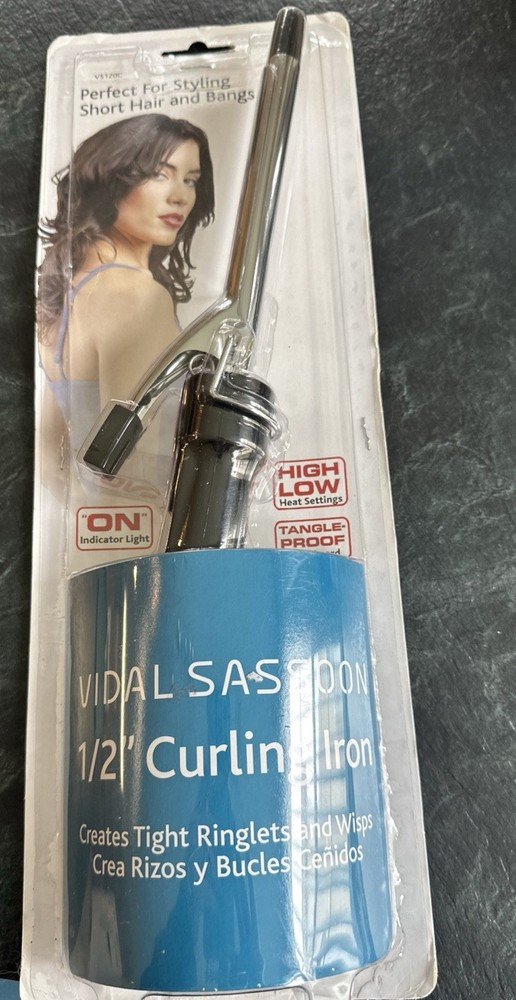 VS120C
Perfect For Styling
Short Hair and Bangs
HIGH
LOW
Heat Settings
"ON"
Indicator Light
TANGLE-
PROOF
VIDAL SASSOON
1/2" Curling Iron
Creates Tight Ringlets and Wisps
Crea Rizos y Bucles Ceñidos